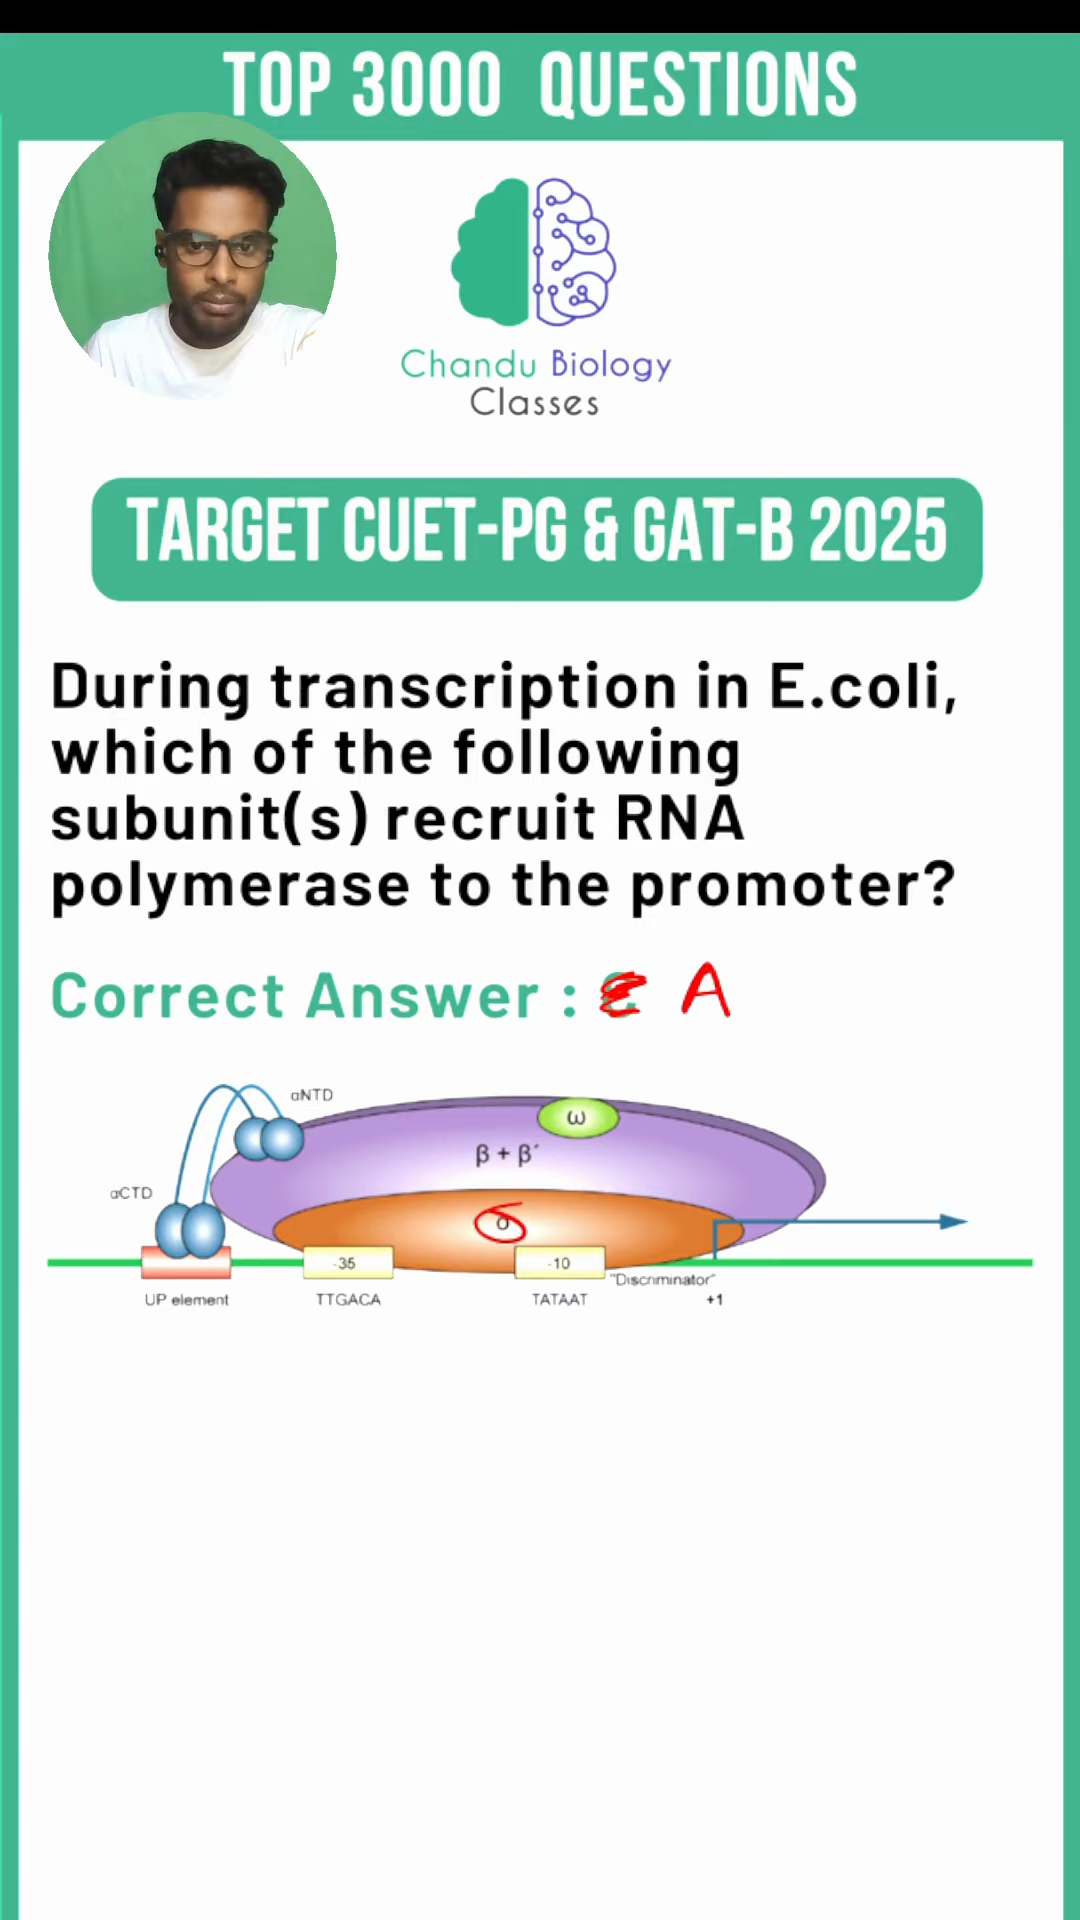 TOP 3000 QUESTIONS
Chandu Biology
Classes
TARGET CUET-PG & GAT-B 2025
During transcription in E.coli,
which of the following
subunit(s) recruit RNA
polymerase to the promoter?
Correct Answer : A
αNTD
ω
β + β´
αCTD
σ
-35
-10
"Discriminator"
UP element
TTGACA
TATAAT
+1